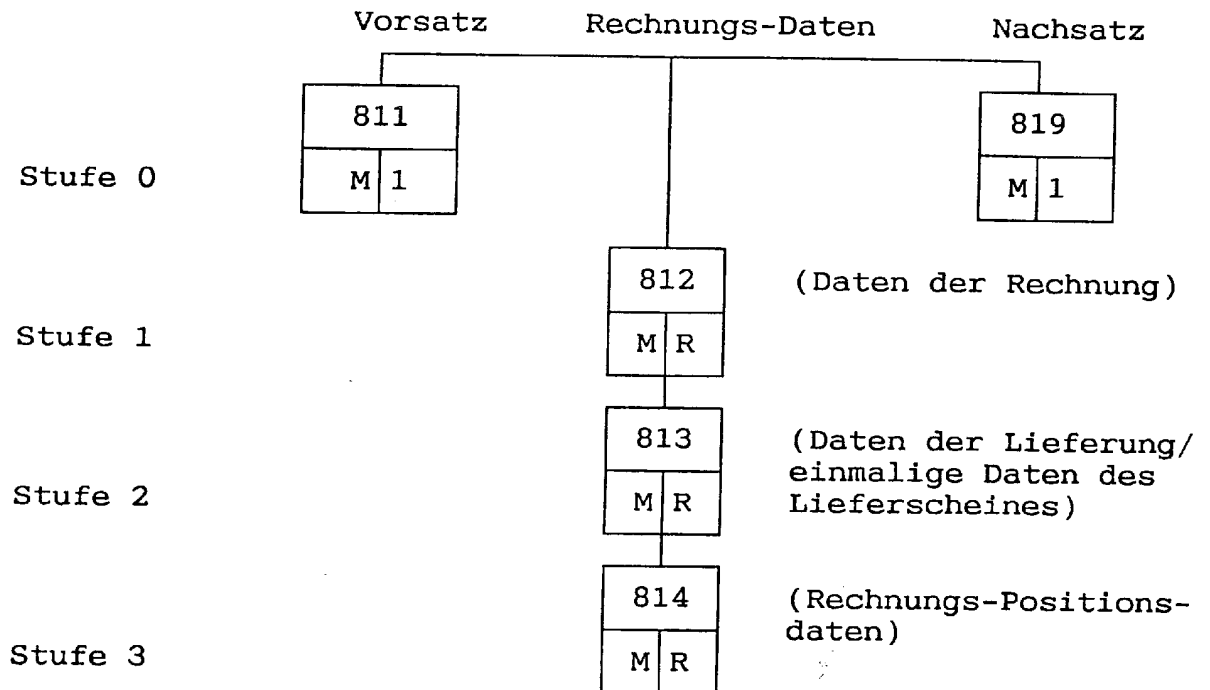 Vorsatz Rechnungs-Daten Nachsatz
811 819
Stufe 0 M 1 M 1
812 (Daten der Rechnung)
Stufe 1 M R
813 (Daten der Lieferung/
einmalige Daten des
Stufe 2 M R Lieferscheines)
814 (Rechnungs-Positions-
daten)
Stufe 3 M R